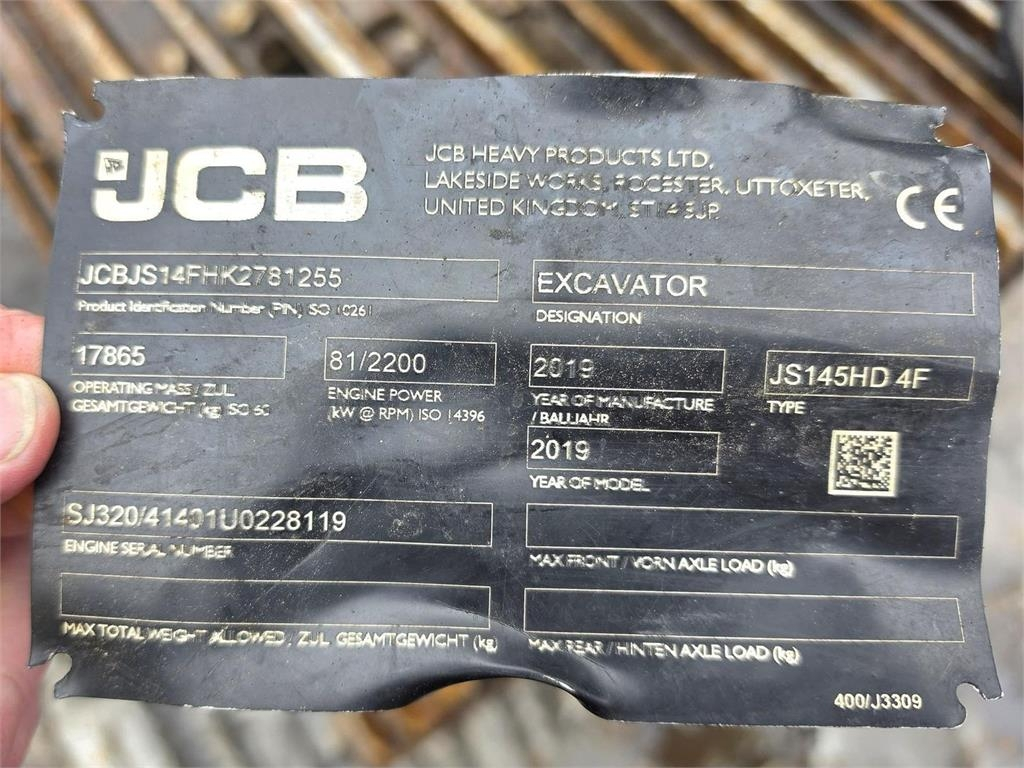 JCB
JCB HEAVY PRODUCTS LTD,
LAKESIDE WORKS, ROCESTER, UTTOXETER,
UNITED KINGDOM, ST14 5JP.
CE
JCBJS14FHK2781255
Product Identification Number (PIN) ISO 10261
EXCAVATOR
DESIGNATION
17865
OPERATING MASS / ZUL
GESAMTGEWICHT (kg) ISO 60
81/2200
ENGINE POWER
(kW @ RPM) ISO 14396
2019
YEAR OF MANUFACTURE
/ BAUJAHR
JS145HD 4F
TYPE
2019
YEAR OF MODEL
SJ320/41401U0228119
ENGINE SERIAL NUMBER
MAX FRONT / VORN AXLE LOAD (kg)
MAX TOTAL WEIGHT ALLOWED / ZUL GESAMTGEWICHT (kg)
MAX REAR / HINTEN AXLE LOAD (kg)
400/J3309